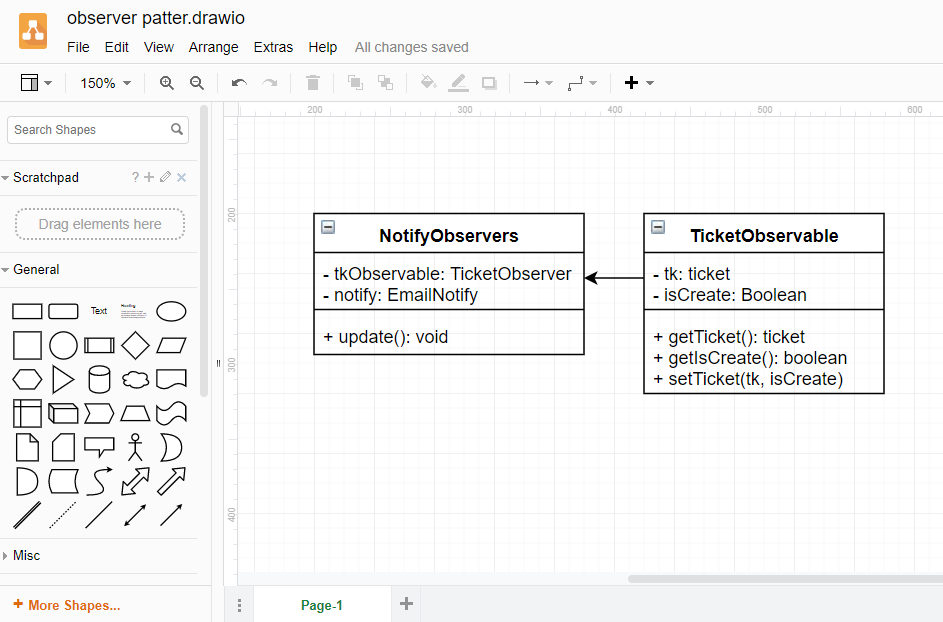 observer patter.drawio
File Edit View Arrange Extras Help All changes saved
150%
200 300 400 500 600
Search Shapes
Scratchpad
?
Drag elements here
General
Text
Heading
Misc
+ More Shapes...
200
300
400
NotifyObservers
- tkObservable: TicketObserver
- notify: EmailNotify
+ update(): void
TicketObservable
- tk: ticket
- isCreate: Boolean
+ getTicket(): ticket
+ getIsCreate(): boolean
+ setTicket(tk, isCreate)
Page-1